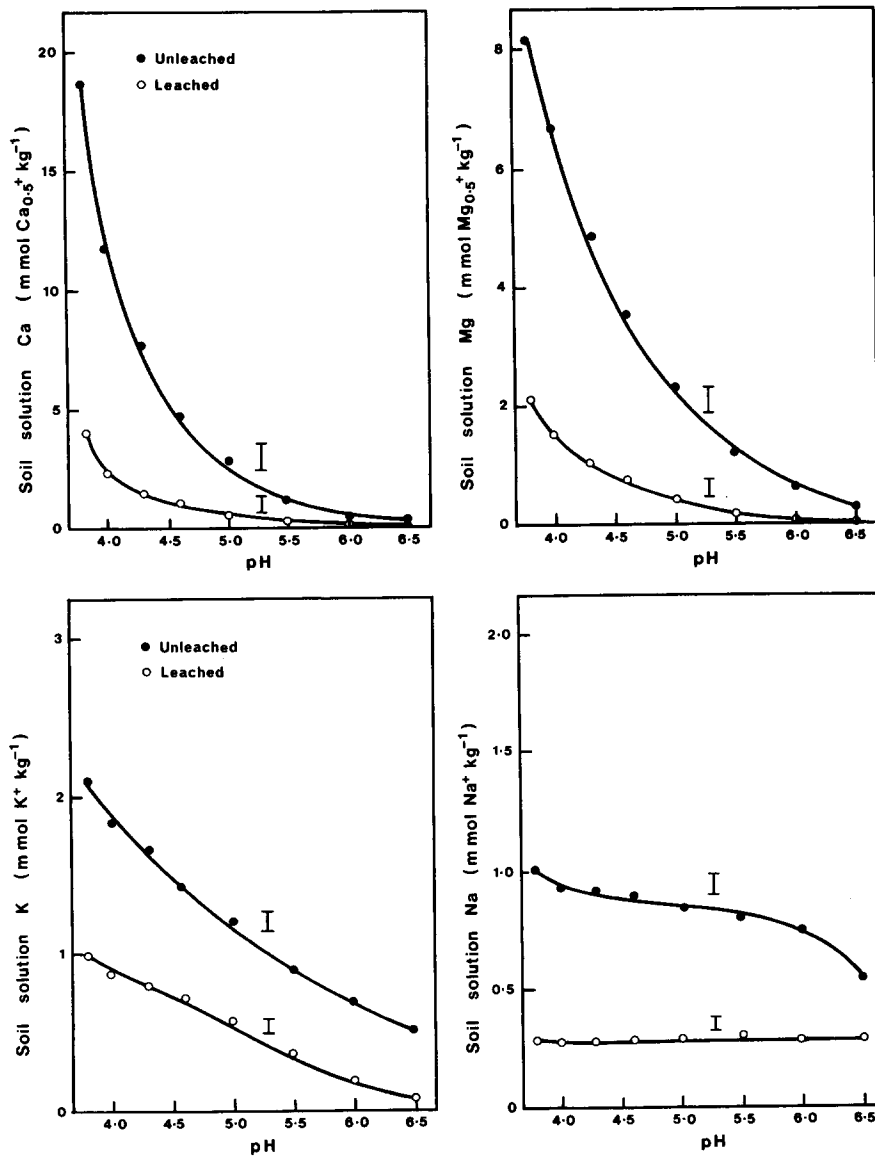 Soil solution Ca (m mol Ca0·5+ kg−1)
20
15
10
5
0
● Unleached
○ Leached
4·0 4·5 5·0 5·5 6·0 6·5
pH
Soil solution Mg (m mol Mg0·5+ kg−1)
8
6
4
2
0
4·0 4·5 5·0 5·5 6·0 6·5
pH
Soil solution K (m mol K+ kg−1)
3
2
1
0
● Unleached
○ Leached
4·0 4·5 5·0 5·5 6·0 6·5
pH
Soil solution Na (m mol Na+ kg−1)
2·0
1·5
1·0
0·5
0
4·0 4·5 5·0 5·5 6·0 6·5
pH